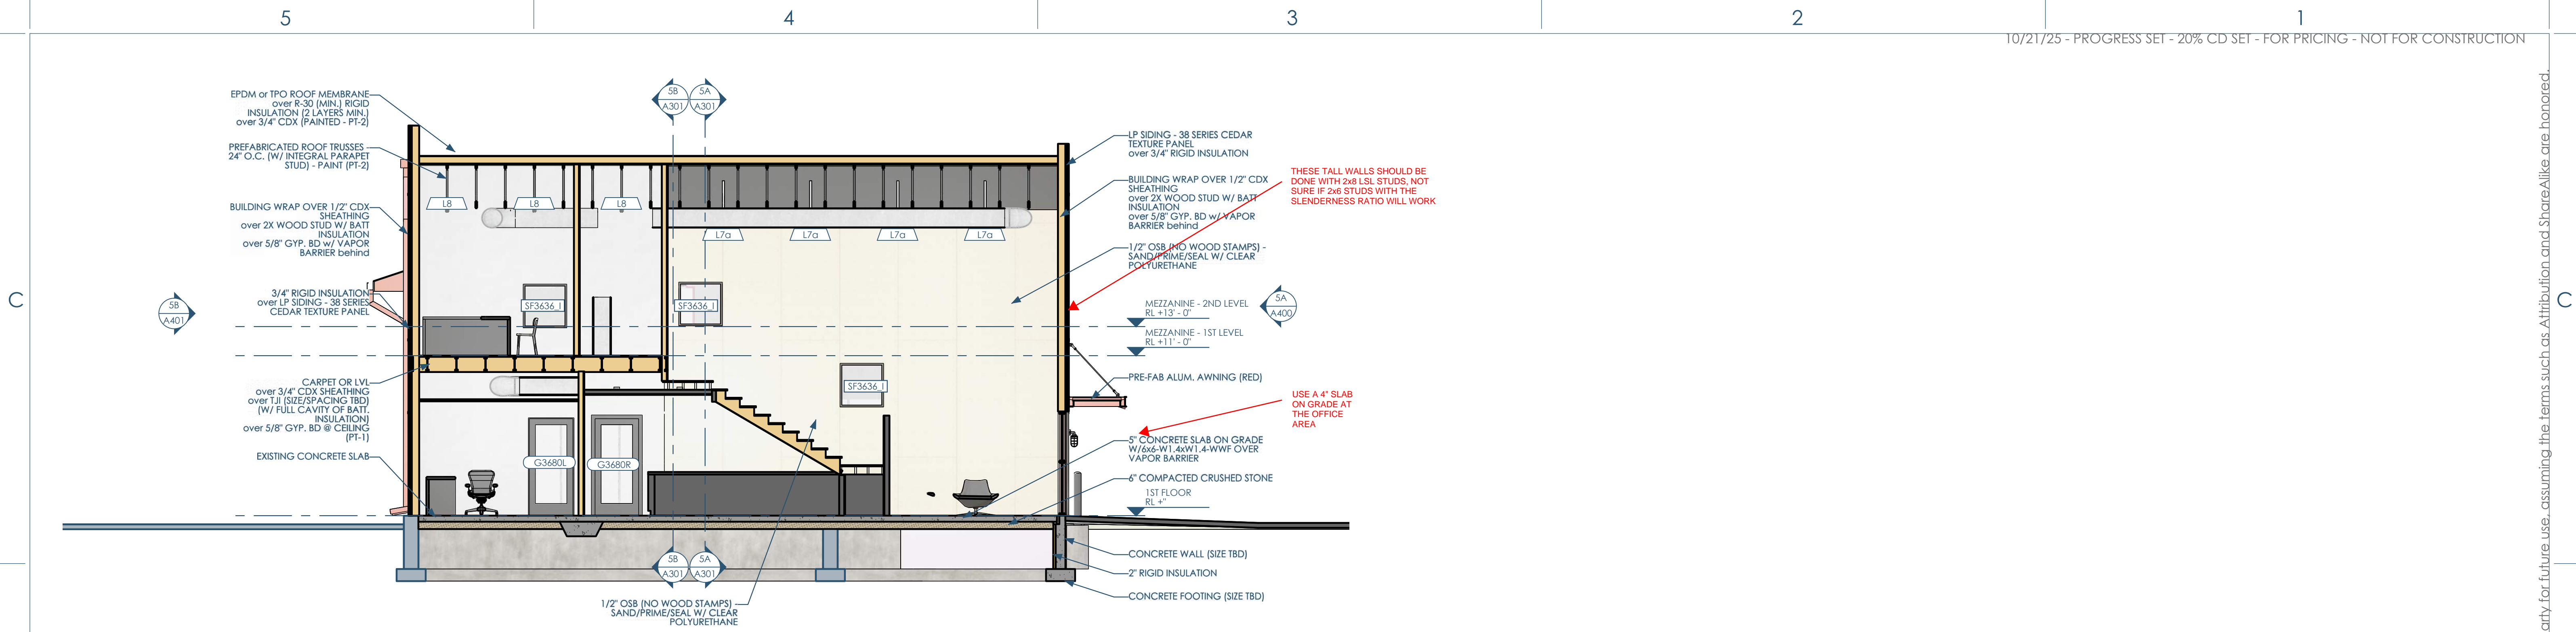 5
4
3
2
1
10/21/25 - PROGRESS SET - 20% CD SET - FOR PRICING - NOT FOR CONSTRUCTION
C
C
EPDM or TPO ROOF MEMBRANE
over R-30 (MIN.) RIGID
INSULATION (2 LAYERS MIN.)
over 3/4" CDX (PAINTED - PT-2)
PREFABRICATED ROOF TRUSSES -
24" O.C. (W/ INTEGRAL PARAPET
STUD) - PAINT (PT-2)
BUILDING WRAP OVER 1/2" CDX
SHEATHING
over 2X WOOD STUD W/ BATT
INSULATION
over 5/8" GYP. BD w/ VAPOR
BARRIER behind
3/4" RIGID INSULATION
over LP SIDING - 38 SERIES
CEDAR TEXTURE PANEL
CARPET OR LVL
over 3/4" CDX SHEATHING
over TJI (SIZE/SPACING TBD)
(W/ FULL CAVITY OF BATT.
INSULATION)
over 5/8" GYP. BD @ CEILING
(PT-1)
EXISTING CONCRETE SLAB
5B
A401
5B
A301
5A
A301
L8
L8
L8
L7a
L7a
L7a
L7a
SF3636_I
SF3636_I
SF3636_I
G3680L
G3680R
5B
A301
5A
A301
1/2" OSB (NO WOOD STAMPS) -
SAND/PRIME/SEAL W/ CLEAR
POLYURETHANE
LP SIDING - 38 SERIES CEDAR
TEXTURE PANEL
over 3/4" RIGID INSULATION
BUILDING WRAP OVER 1/2" CDX
SHEATHING
over 2X WOOD STUD W/ BATT
INSULATION
over 5/8" GYP. BD w/ VAPOR
BARRIER behind
1/2" OSB (NO WOOD STAMPS) -
SAND/PRIME/SEAL W/ CLEAR
POLYURETHANE
MEZZANINE - 2ND LEVEL
RL +13' - 0"
MEZZANINE - 1ST LEVEL
RL +11' - 0"
5A
A400
PRE-FAB ALUM. AWNING (RED)
5" CONCRETE SLAB ON GRADE
W/6x6-W1.4xW1.4-WWF OVER
VAPOR BARRIER
6" COMPACTED CRUSHED STONE
1ST FLOOR
RL +"
CONCRETE WALL (SIZE TBD)
2" RIGID INSULATION
CONCRETE FOOTING (SIZE TBD)
THESE TALL WALLS SHOULD BE
DONE WITH 2x8 LSL STUDS, NOT
SURE IF 2x6 STUDS WITH THE
SLENDERNESS RATIO WILL WORK
USE A 4" SLAB
ON GRADE AT
THE OFFICE
AREA
arty for future use, assuming the terms such as Attribution and ShareAlike are honored.